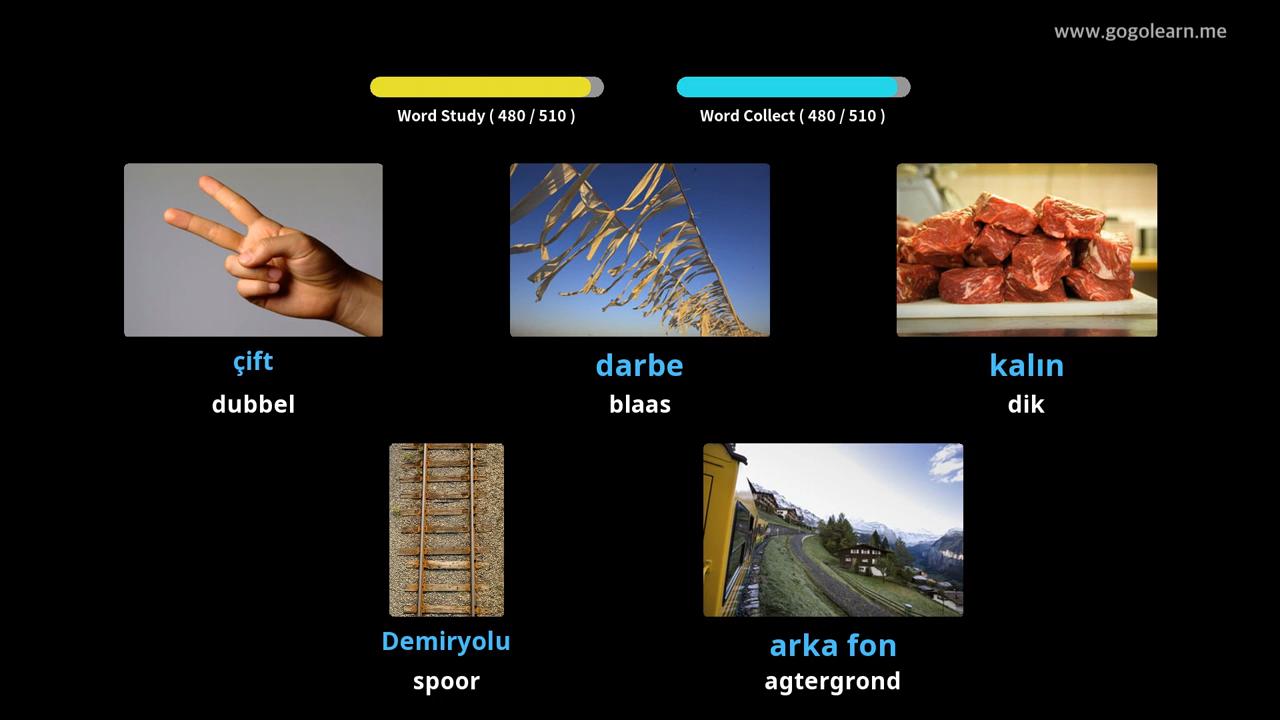 www.gogolearn.me
Word Study ( 480 / 510 )
Word Collect ( 480 / 510 )
çift
darbe
kalın
dubbel
blaas
dik
Demiryolu
arka fon
spoor
agtergrond